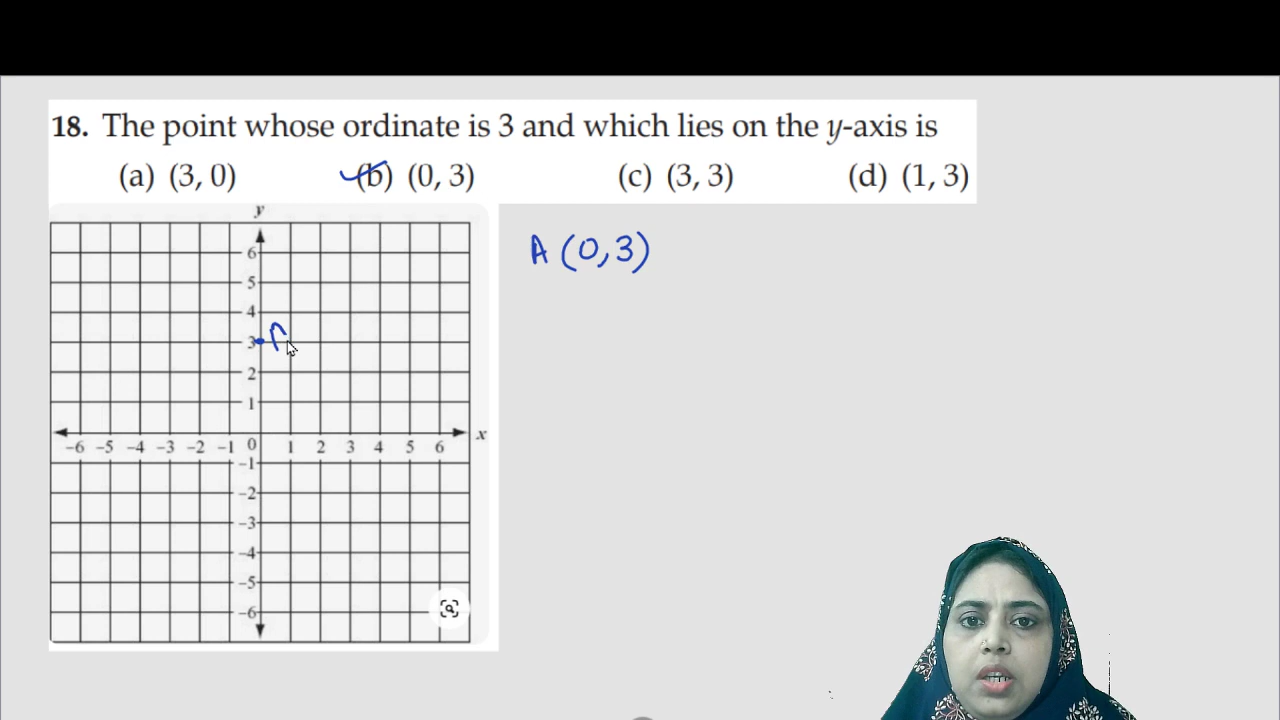 18. The point whose ordinate is 3 and which lies on the y-axis is
(a) (3, 0) (b) (0, 3) (c) (3, 3) (d) (1, 3)
y
A (0,3)
6
5
4
3
2
1
x
-6 -5 -4 -3 -2 -1 0 1 2 3 4 5 6
-1
-2
-3
-4
-5
-6